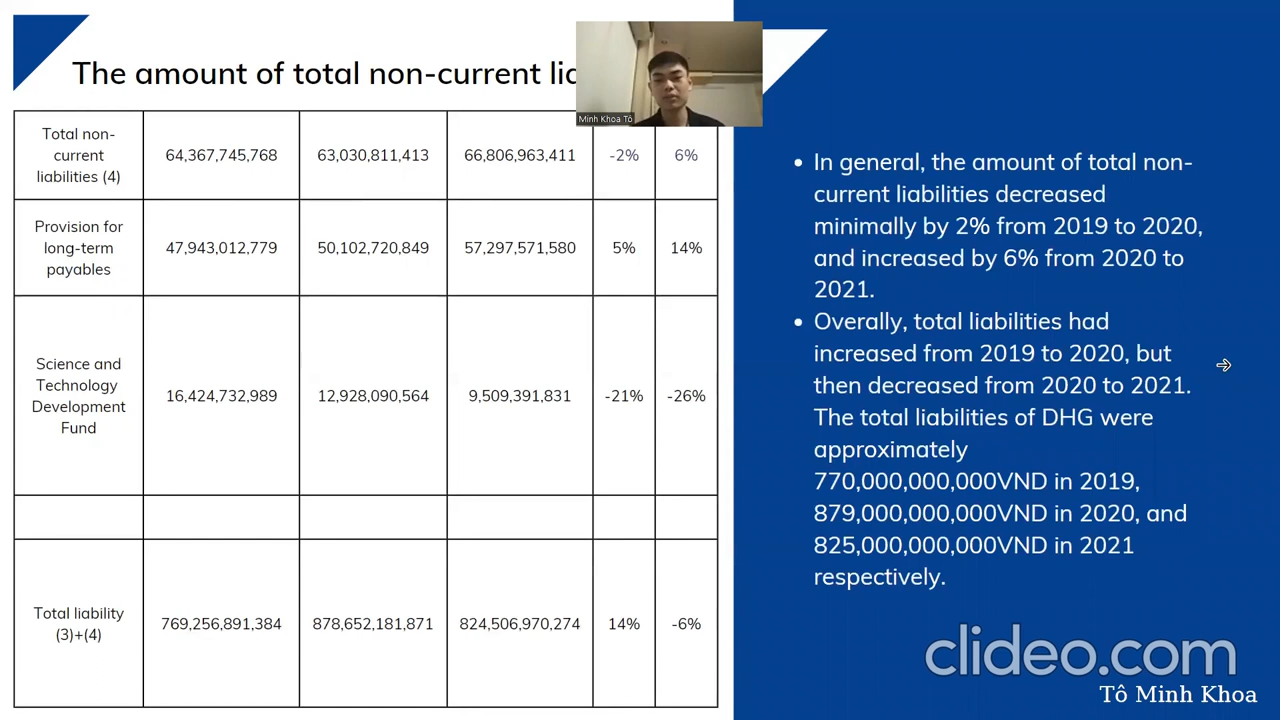 The amount of total non-current
Minh Khoa Tô
Total non-
current
liabilities (4)
64,367,745,768
63,030,811,413
66,806,963,411
-2%
6%
Provision for
long-term
payables
47,943,012,779
50,102,720,849
57,297,571,580
5%
14%
Science and
Technology
Development
Fund
16,424,732,989
12,928,090,564
9,509,391,831
-21%
-26%
Total liability
(3)+(4)
769,256,891,384
878,652,181,871
824,506,970,274
14%
-6%
• In general, the amount of total non-
current liabilities decreased
minimally by 2% from 2019 to 2020,
and increased by 6% from 2020 to
2021.
• Overally, total liabilities had
increased from 2019 to 2020, but
then decreased from 2020 to 2021.
The total liabilities of DHG were
approximately
770,000,000,000VND in 2019,
879,000,000,000VND in 2020, and
825,000,000,000VND in 2021
respectively.
clideo.com
Tô Minh Khoa